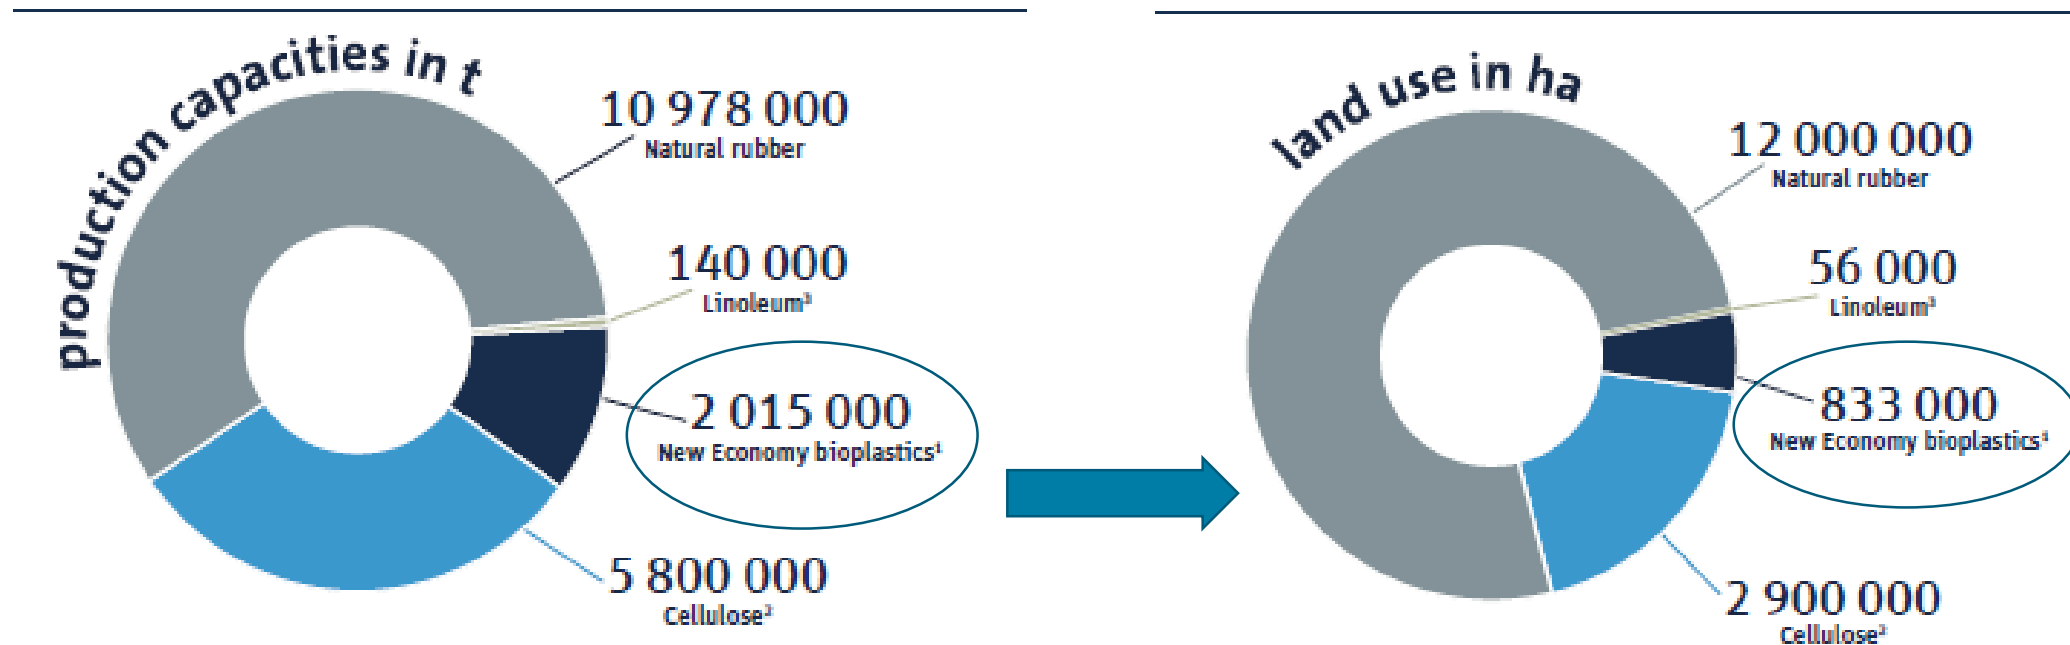 production capacities in t
10 978 000
Natural rubber
140 000
Linoleum³
2 015 000
New Economy bioplastics¹
5 800 000
Cellulose²
land use in ha
12 000 000
Natural rubber
56 000
Linoleum³
833 000
New Economy bioplastics¹
2 900 000
Cellulose²